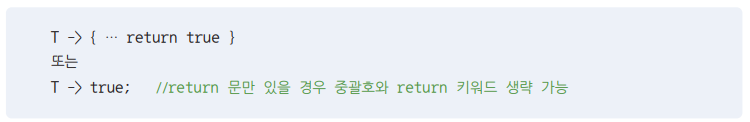 T -> { … return true }
또는
T -> true;   //return 문만 있을 경우 중괄호와 return 키워드 생략 가능